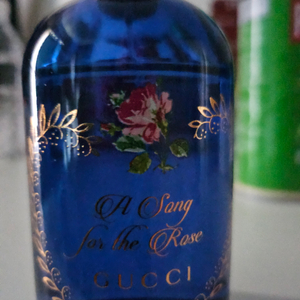 A Song
for the Rose
GUCCI